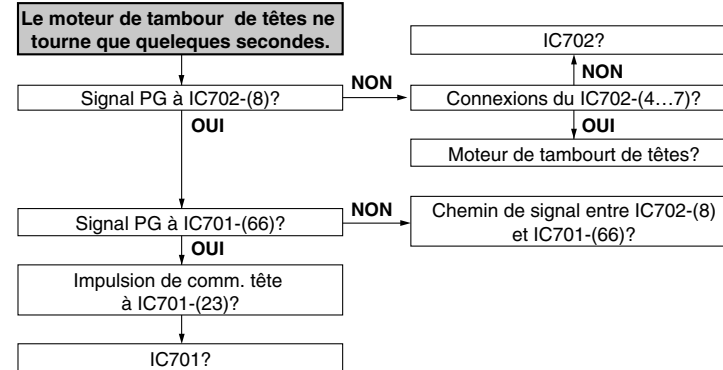 Le moteur de tambour de têtes ne
tourne que queleques secondes.
Signal PG à IC702-(8)?
NON
OUI
Connexions du IC702-(4...7)?
NON
IC702?
OUI
Moteur de tambourt de têtes?
Signal PG à IC701-(66)?
NON
Chemin de signal entre IC702-(8)
et IC701-(66)?
OUI
Impulsion de comm. tête
à IC701-(23)?
IC701?